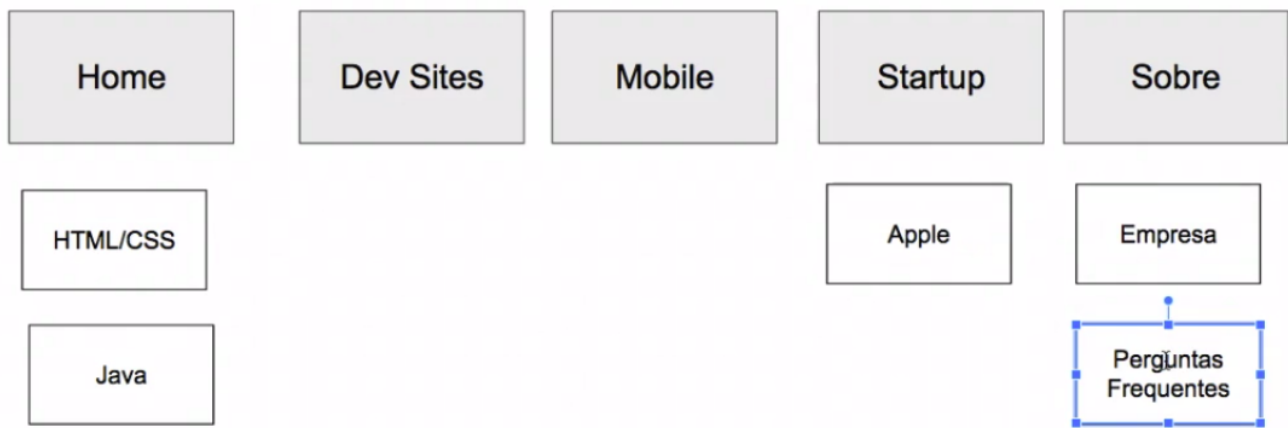 Home
Dev Sites
Mobile
Startup
Sobre
HTML/CSS
Apple
Empresa
Java
Perguntas
Frequentes